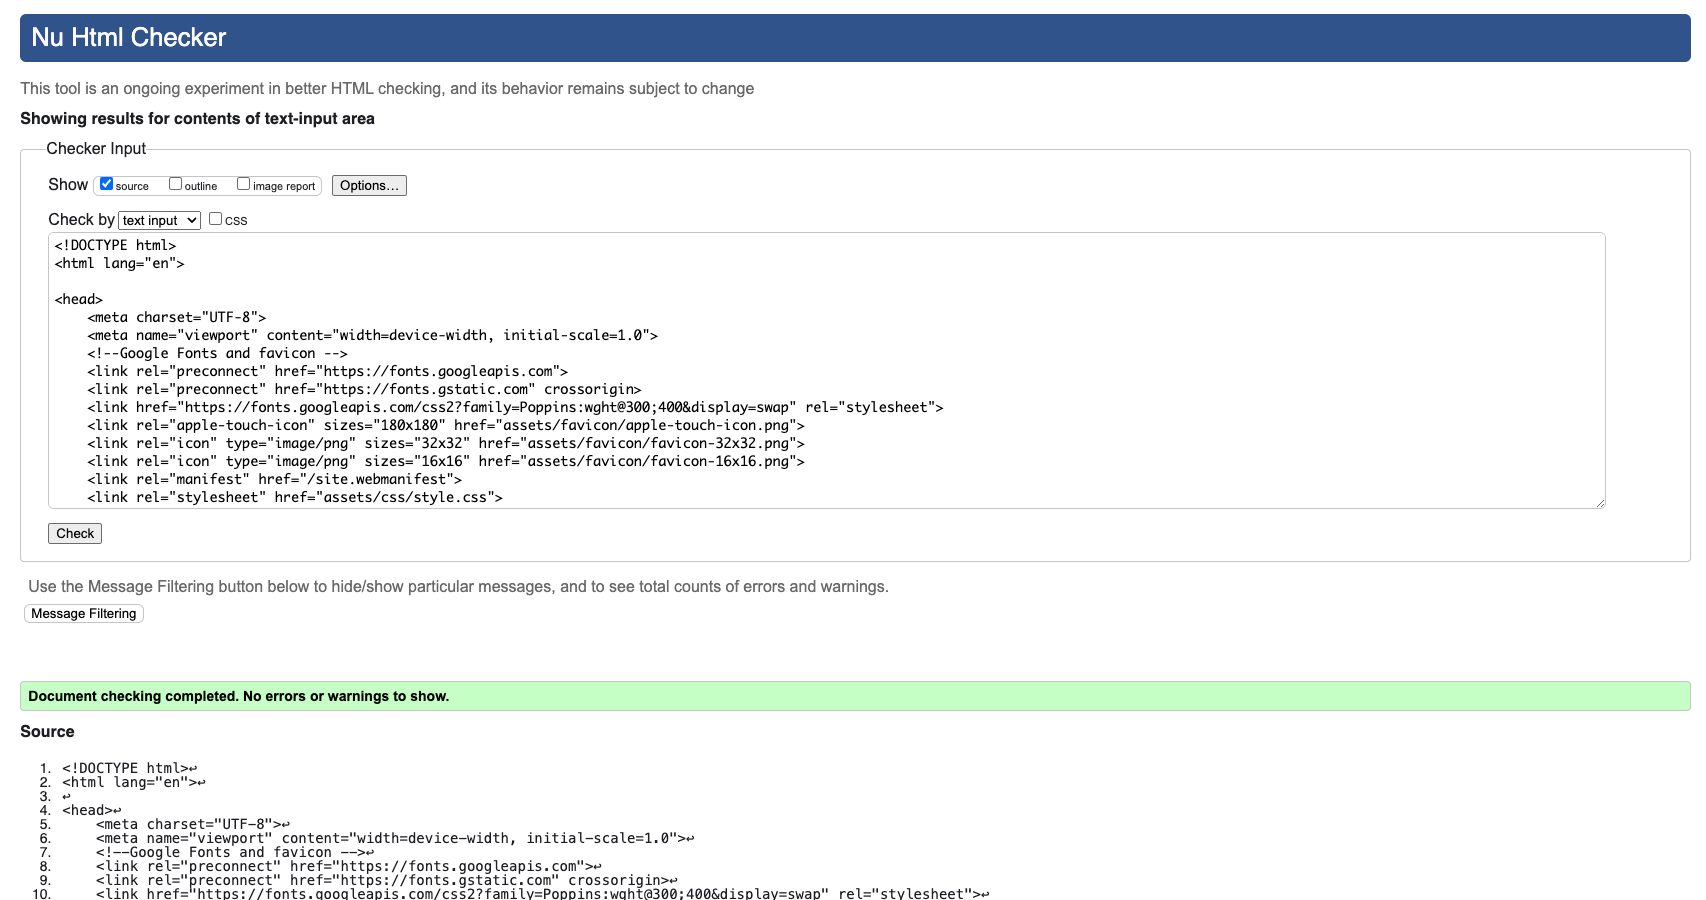 Nu Html Checker
This tool is an ongoing experiment in better HTML checking, and its behavior remains subject to change
Showing results for contents of text-input area
Checker Input
Show source outline image report Options...
Check by text input CSS
<!DOCTYPE html>
<html lang="en">
<head>
    <meta charset="UTF-8">
    <meta name="viewport" content="width=device-width, initial-scale=1.0">
    <!--Google Fonts and favicon -->
    <link rel="preconnect" href="https://fonts.googleapis.com">
    <link rel="preconnect" href="https://fonts.gstatic.com" crossorigin>
    <link href="https://fonts.googleapis.com/css2?family=Poppins:wght@300;400&display=swap" rel="stylesheet">
    <link rel="apple-touch-icon" sizes="180x180" href="assets/favicon/apple-touch-icon.png">
    <link rel="icon" type="image/png" sizes="32x32" href="assets/favicon/favicon-32x32.png">
    <link rel="icon" type="image/png" sizes="16x16" href="assets/favicon/favicon-16x16.png">
    <link rel="manifest" href="/site.webmanifest">
    <link rel="stylesheet" href="assets/css/style.css">
Check
Use the Message Filtering button below to hide/show particular messages, and to see total counts of errors and warnings.
Message Filtering
Document checking completed. No errors or warnings to show.
Source
1. <!DOCTYPE html>↩
2. <html lang="en">↩
3. ↩
4. <head>↩
5.     <meta charset="UTF-8">↩
6.     <meta name="viewport" content="width=device-width, initial-scale=1.0">↩
7.     <!--Google Fonts and favicon -->↩
8.     <link rel="preconnect" href="https://fonts.googleapis.com">↩
9.     <link rel="preconnect" href="https://fonts.gstatic.com" crossorigin>↩
10.     <link href="https://fonts.googleapis.com/css2?family=Poppins:wght@300;400&display=swap" rel="stylesheet">↩